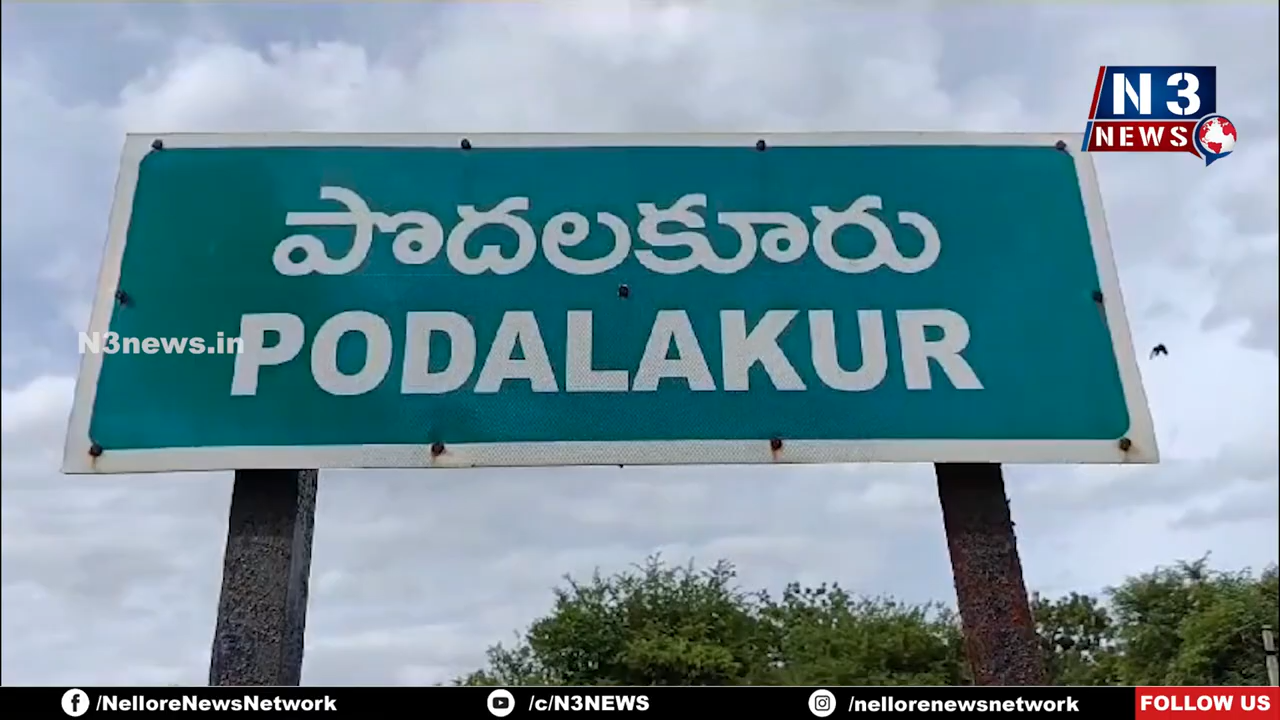 N3
NEWS
పొదలకూరు
N3news.in
PODALAKUR
/NelloreNewsNetwork
/c/N3NEWS
/nellorenewsnetwork
FOLLOW US